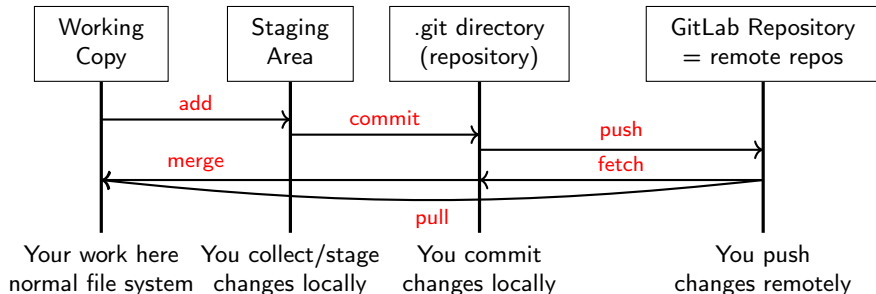 Working
Copy
Staging
Area
.git directory
(repository)
GitLab Repository
= remote repos
add
commit
push
merge
fetch
pull
Your work here
normal file system
You collect/stage
changes locally
You commit
changes locally
You push
changes remotely